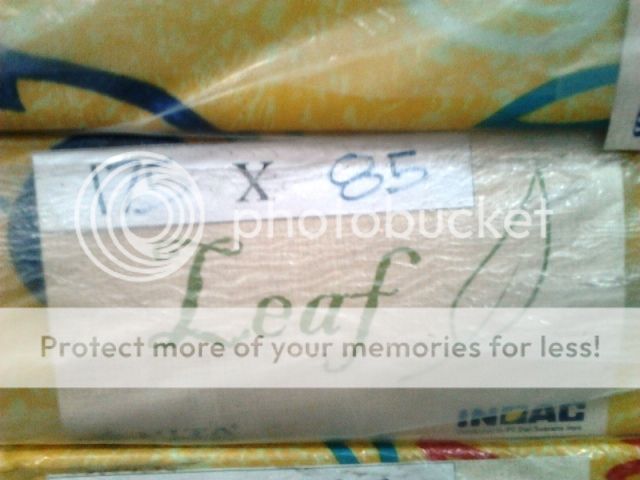 X 85
photobucket
Leaf
Protect more of your memories for less!
INOAC